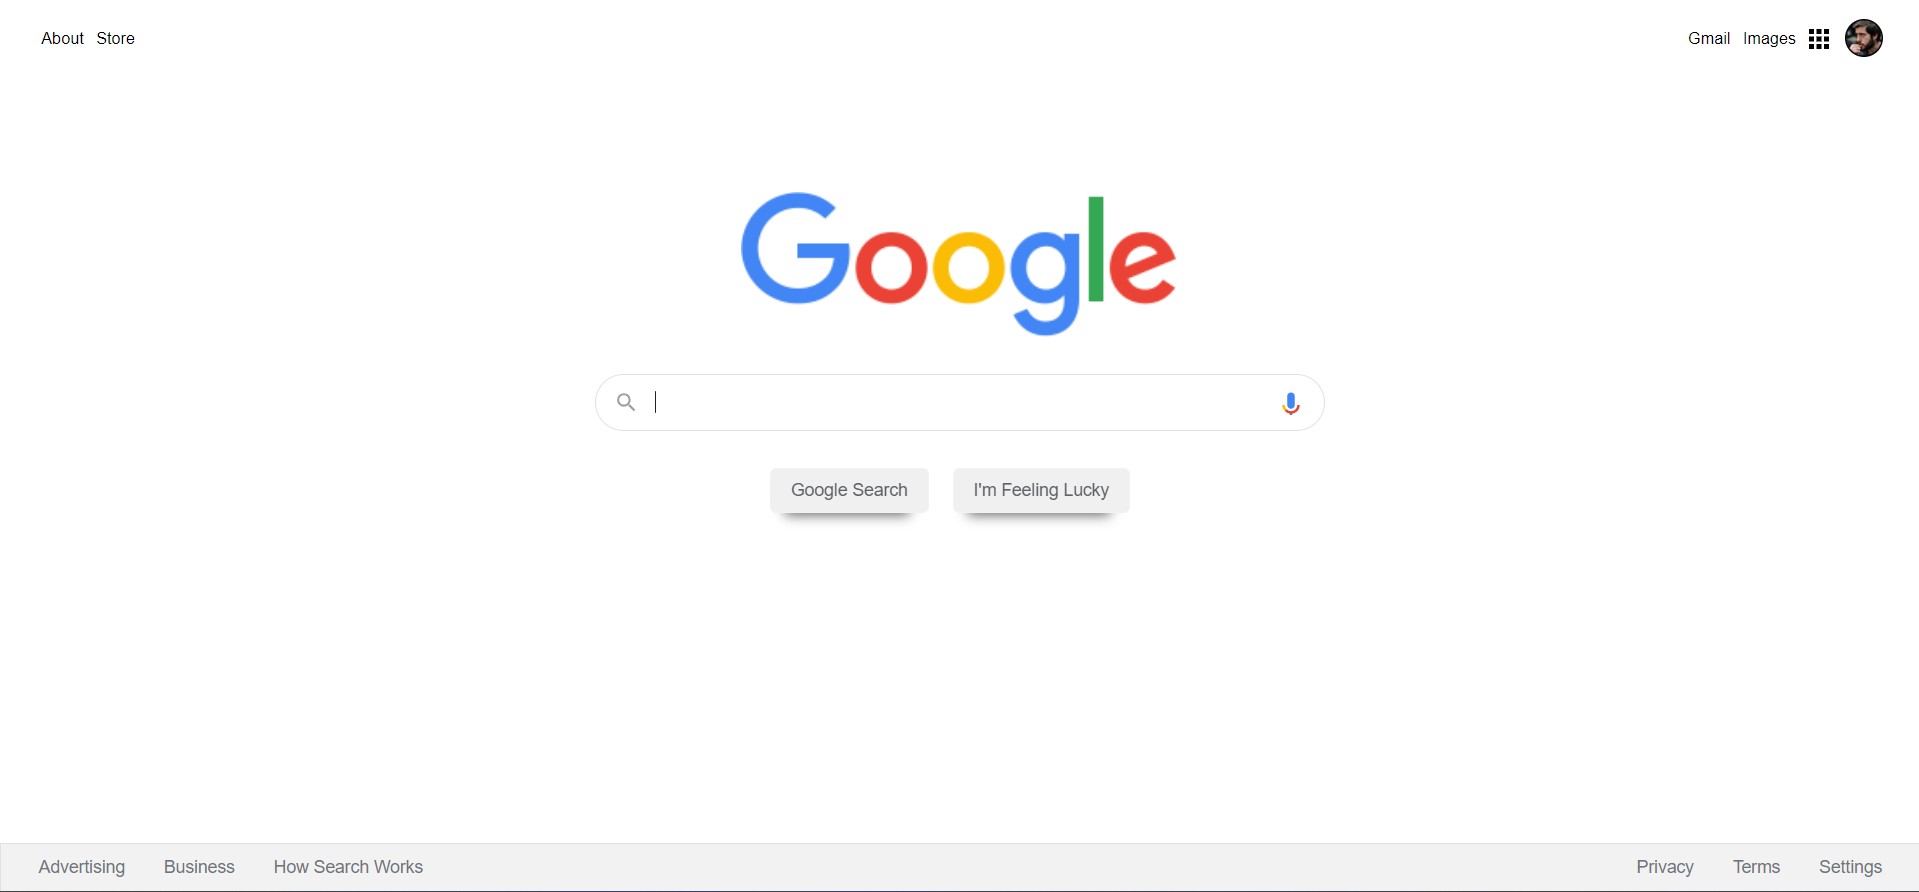 About Store
Gmail Images
Google
Google Search
I'm Feeling Lucky
Advertising Business How Search Works
Privacy Terms Settings